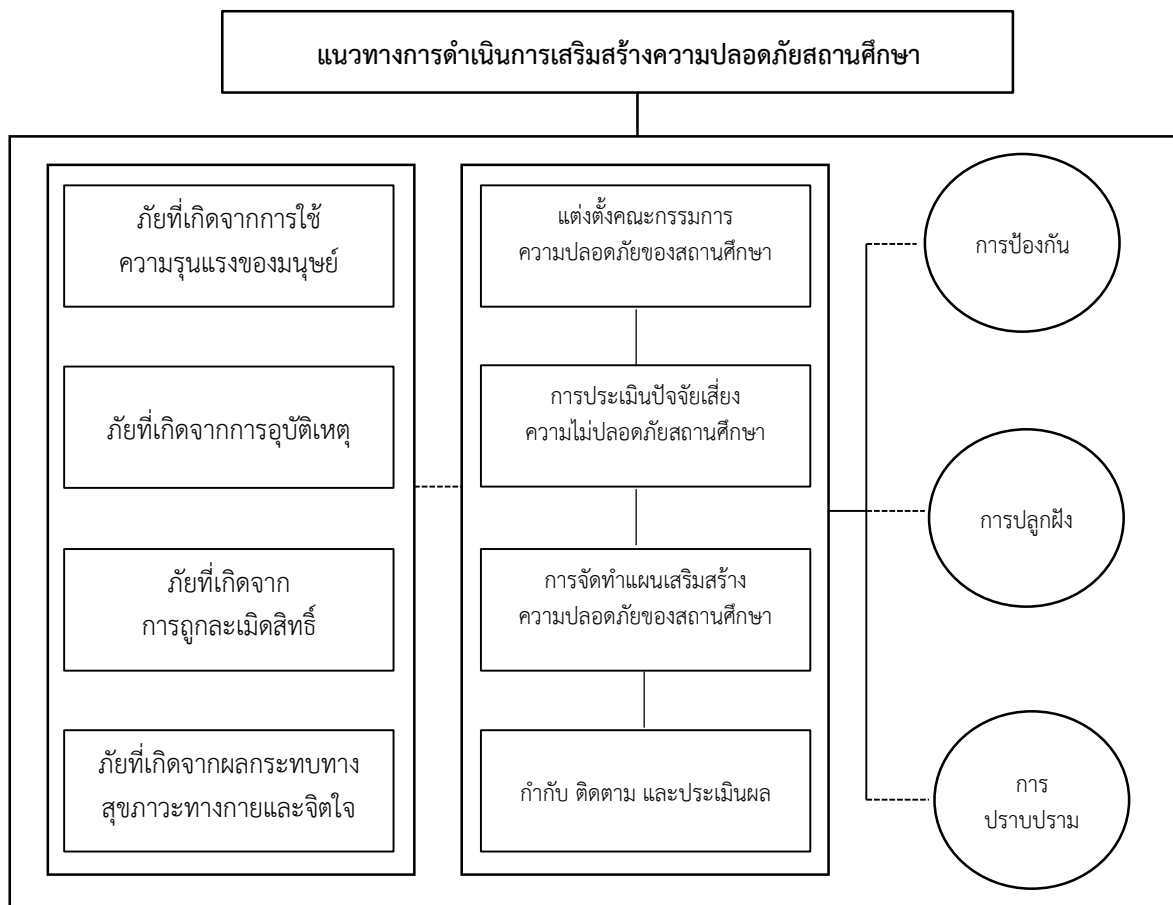 แนวทางการดำเนินการเสริมสร้างความปลอดภัยสถานศึกษา
ภัยที่เกิดจากการใช้
ความรุนแรงของมนุษย์
ภัยที่เกิดจากการอุบัติเหตุ
ภัยที่เกิดจาก
การถูกละเมิดสิทธิ์
ภัยที่เกิดจากผลกระทบทาง
สุขภาวะทางกายและจิตใจ
แต่งตั้งคณะกรรมการ
ความปลอดภัยของสถานศึกษา
การประเมินปัจจัยเสี่ยง
ความไม่ปลอดภัยสถานศึกษา
การจัดทำแผนเสริมสร้าง
ความปลอดภัยของสถานศึกษา
กำกับ ติดตาม และประเมินผล
การป้องกัน
การปลูกฝัง
การ
ปราบปราม